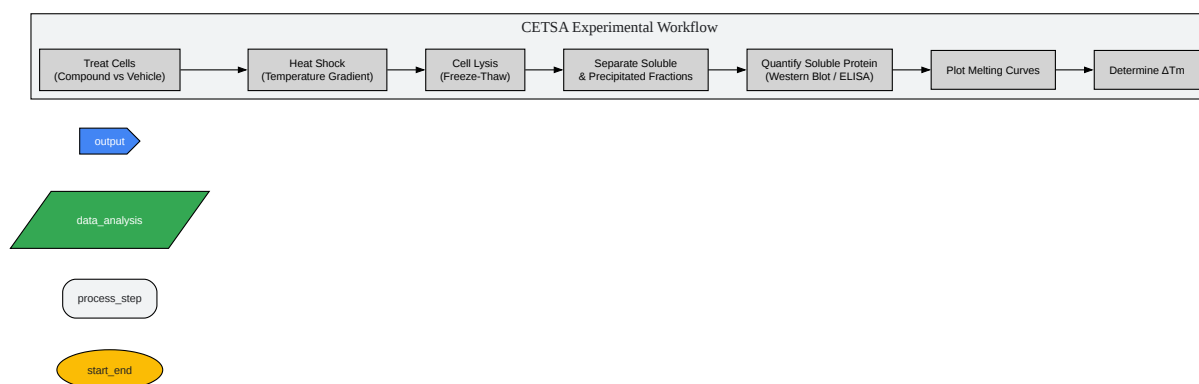 CETSA Experimental Workflow
Treat Cells
(Compound vs Vehicle)
Heat Shock
(Temperature Gradient)
Cell Lysis
(Freeze-Thaw)
Separate Soluble
& Precipitated Fractions
Quantify Soluble Protein
(Western Blot / ELISA)
Plot Melting Curves
Determine ΔTm
output
data_analysis
process_step
start_end